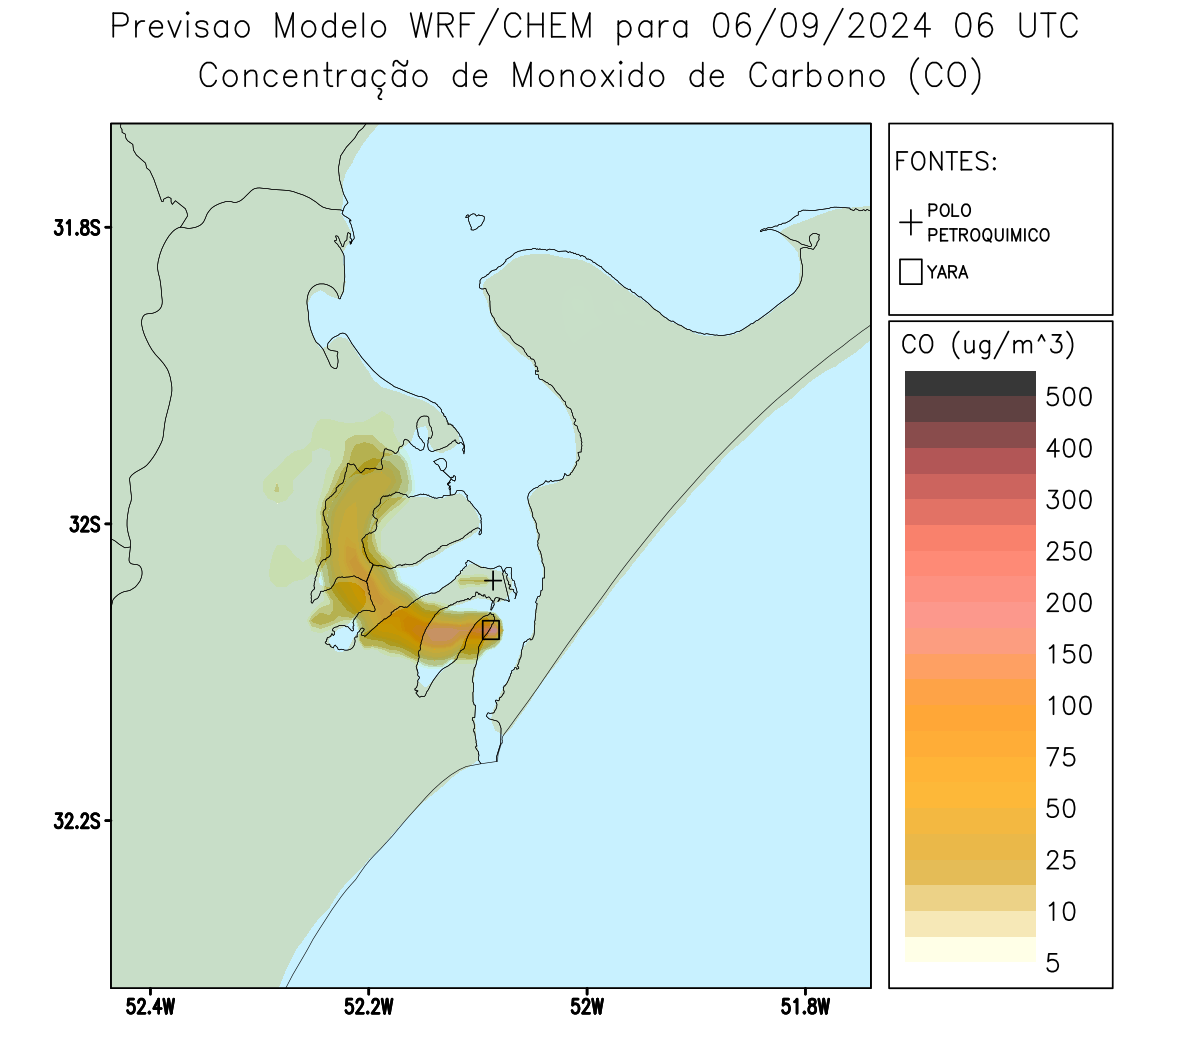 Previsao Modelo WRF/CHEM para 06/09/2024 06 UTC
Concentração de Monoxido de Carbono (CO)
FONTES:
POLO
PETROQUIMICO
YARA
CO (ug/m^3)
500
400
300
250
200
150
100
75
50
25
10
5
31.8S
32S
32.2S
52.4W
52.2W
52W
51.8W